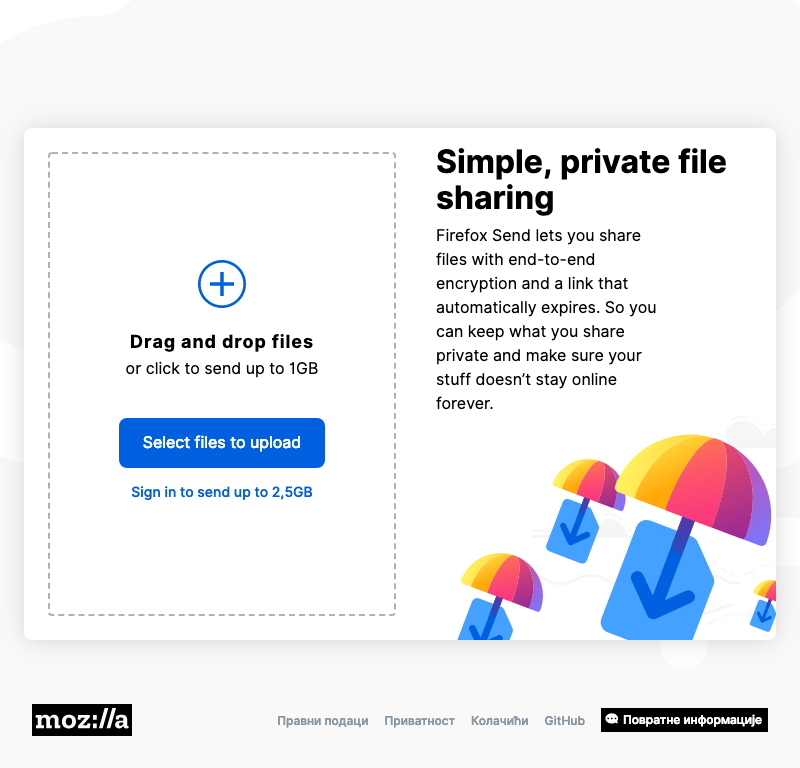 Simple, private file
sharing
Firefox Send lets you share
files with end-to-end
encryption and a link that
automatically expires. So you
can keep what you share
private and make sure your
stuff doesn’t stay online
forever.
Drag and drop files
or click to send up to 1GB
Select files to upload
Sign in to send up to 2,5GB
moz://a
Правни подаци Приватност Колачићи GitHub Повратне информације